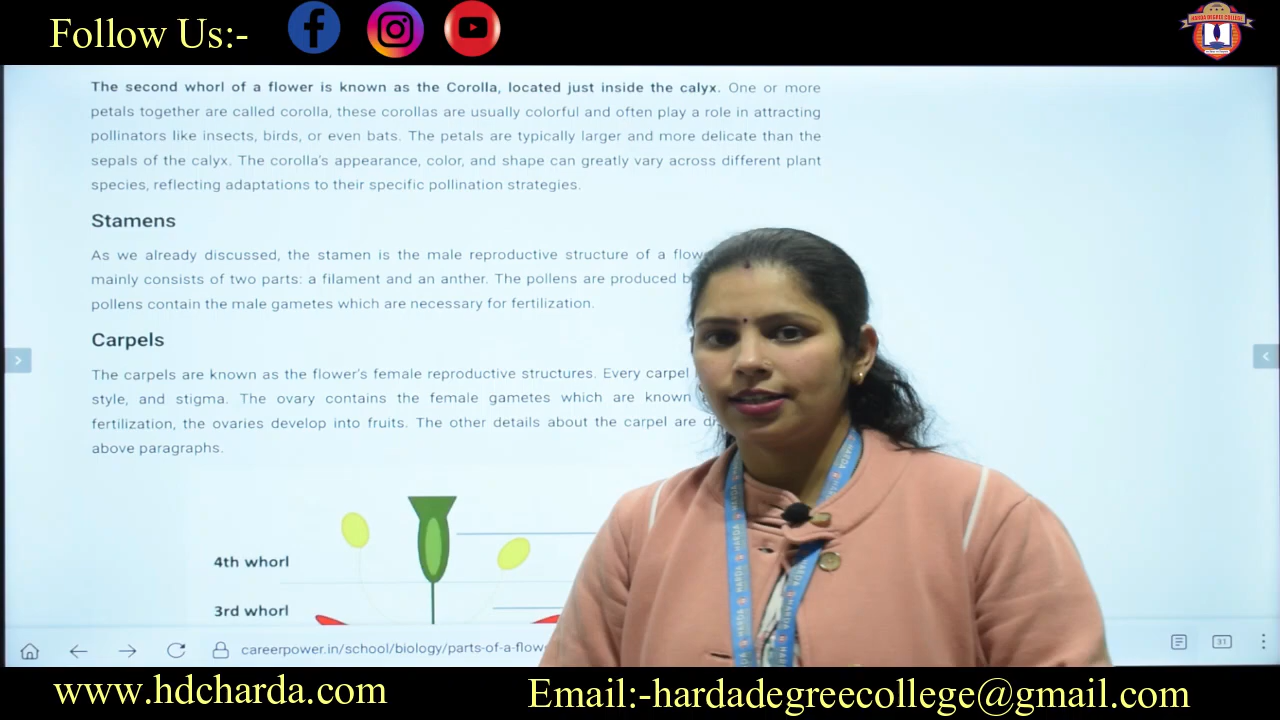 Follow Us:-
HARDA DEGREE COLLEGE
The second whorl of a flower is known as the Corolla, located just inside the calyx. One or more
petals together are called corolla, these corollas are usually colorful and often play a role in attracting
pollinators like insects, birds, or even bats. The petals are typically larger and more delicate than the
sepals of the calyx. The corolla's appearance, color, and shape can greatly vary across different plant
species, reflecting adaptations to their specific pollination strategies.
Stamens
As we already discussed, the stamen is the male reproductive structure of a
mainly consists of two parts: a filament and an anther. The pollens are produced
pollens contain the male gametes which are necessary for fertilization.
Carpels
The carpels are known as the flower's female reproductive structures. Every carpel
style, and stigma. The ovary contains the female gametes which are known
fertilization, the ovaries develop into fruits. The other details about the carpel are
above paragraphs.
4th whorl
3rd whorl
careerpower.in/school/biology/parts-of-a-flow
31
HARDA
HARDA
HARDA
HARDA
www.hdcharda.com
Email:-hardadegreecollege@gmail.com